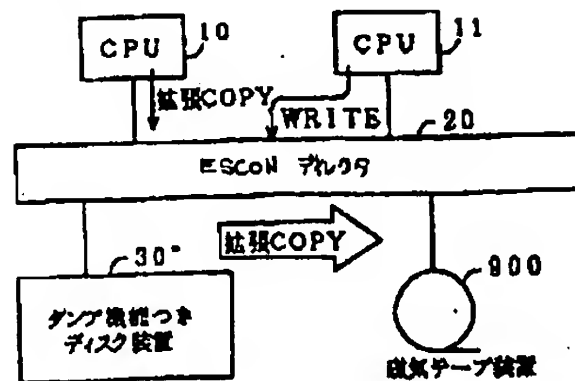 CPU
10
CPU
11
拡張COPY
WRITE
20
ESCON ディレクタ
拡張COPY
30
ダンプ機能つき
ディスク装置
900
磁気テープ装置